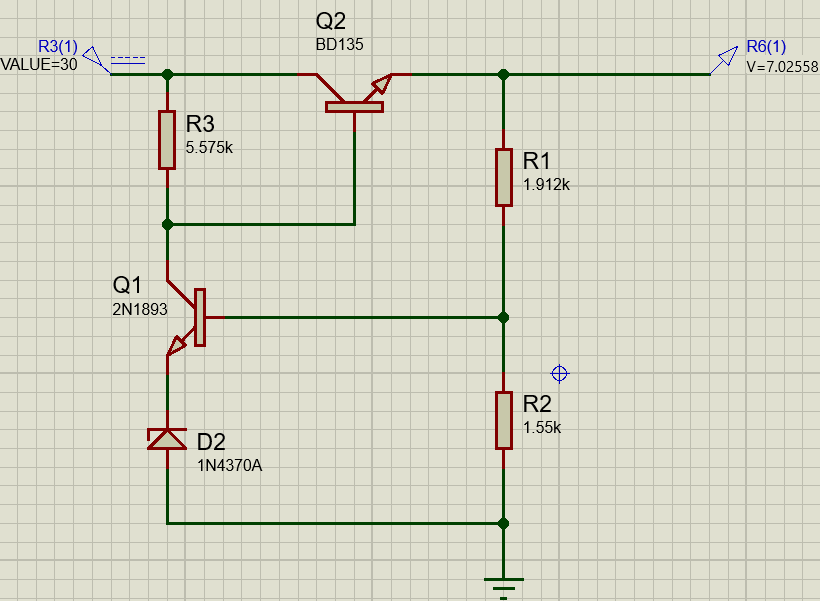 Q2
BD135
R3(1)
VALUE=30
R6(1)
V=7.02558
R3
5.575k
R1
1.912k
Q1
2N1893
R2
1.55k
D2
1N4370A